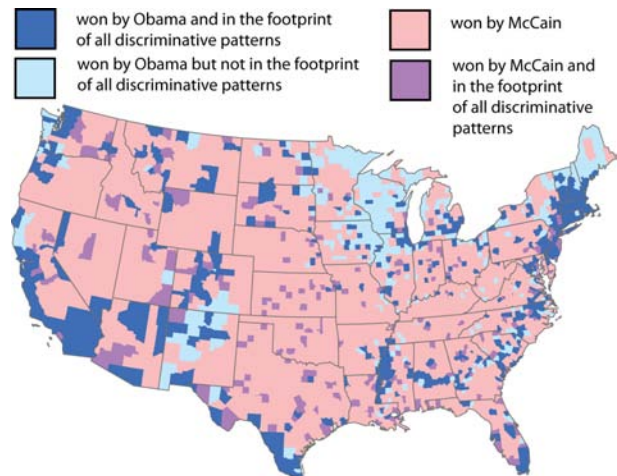 won by Obama and in the footprint
of all discriminative patterns
won by Obama but not in the footprint
of all discriminative patterns
won by McCain
won by McCain and
in the footprint
of all discriminative
patterns